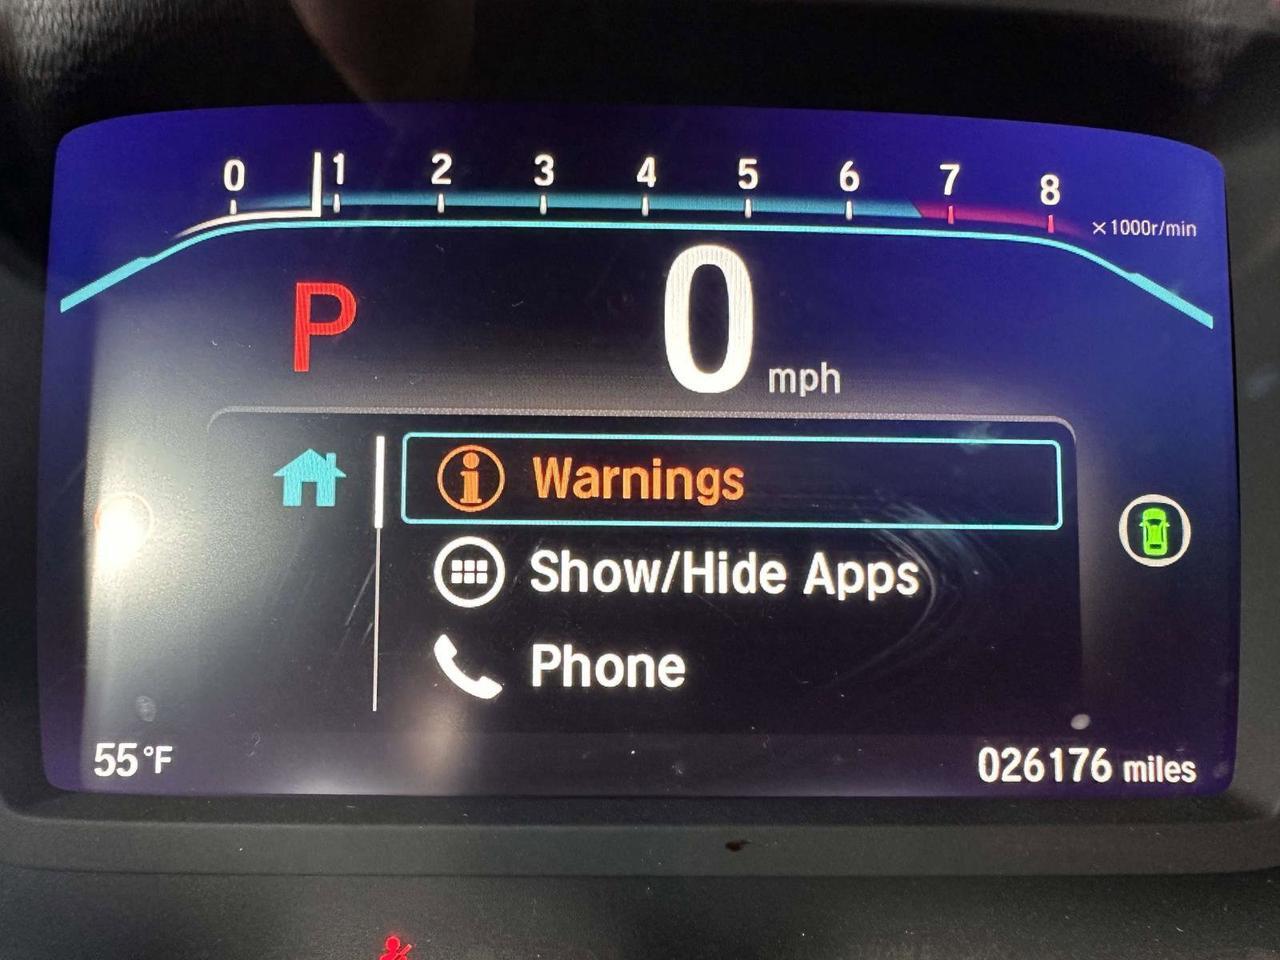 0 1 2 3 4 5 6 7 8
×1000r/min
P 0 mph
Warnings
Show/Hide Apps
Phone
55°F 026176 miles